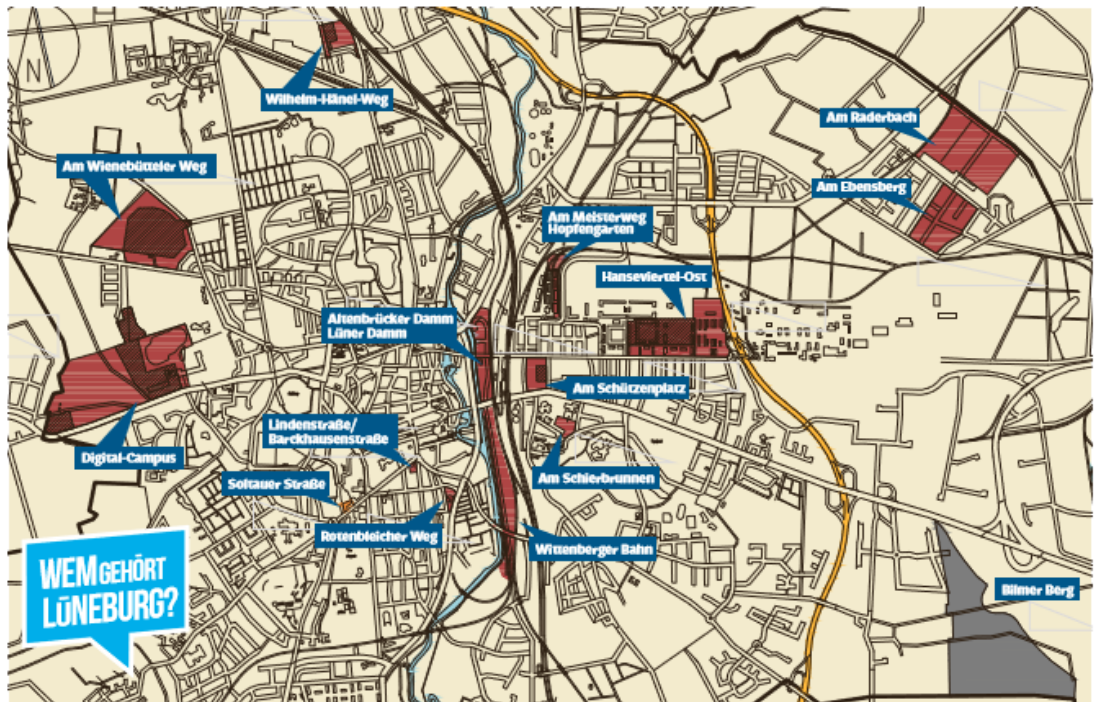 N
Wilhelm-Hänel-Weg
Am Raderbach
Am Wienebütteler Weg
Am Ebensberg
Am Meisterweg
Hopfengarten
Hanseviertel-Ost
Altenbrücker Damm
Lüner Damm
Am Schützenplatz
Lindenstraße/
Barckhausenstraße
Digital-Campus
Am Schierbrunnen
Soltauer Straße
Rotenbleicher Weg
Wittenberger Bahn
WEM GEHÖRT
LÜNEBURG?
Bilmer Berg